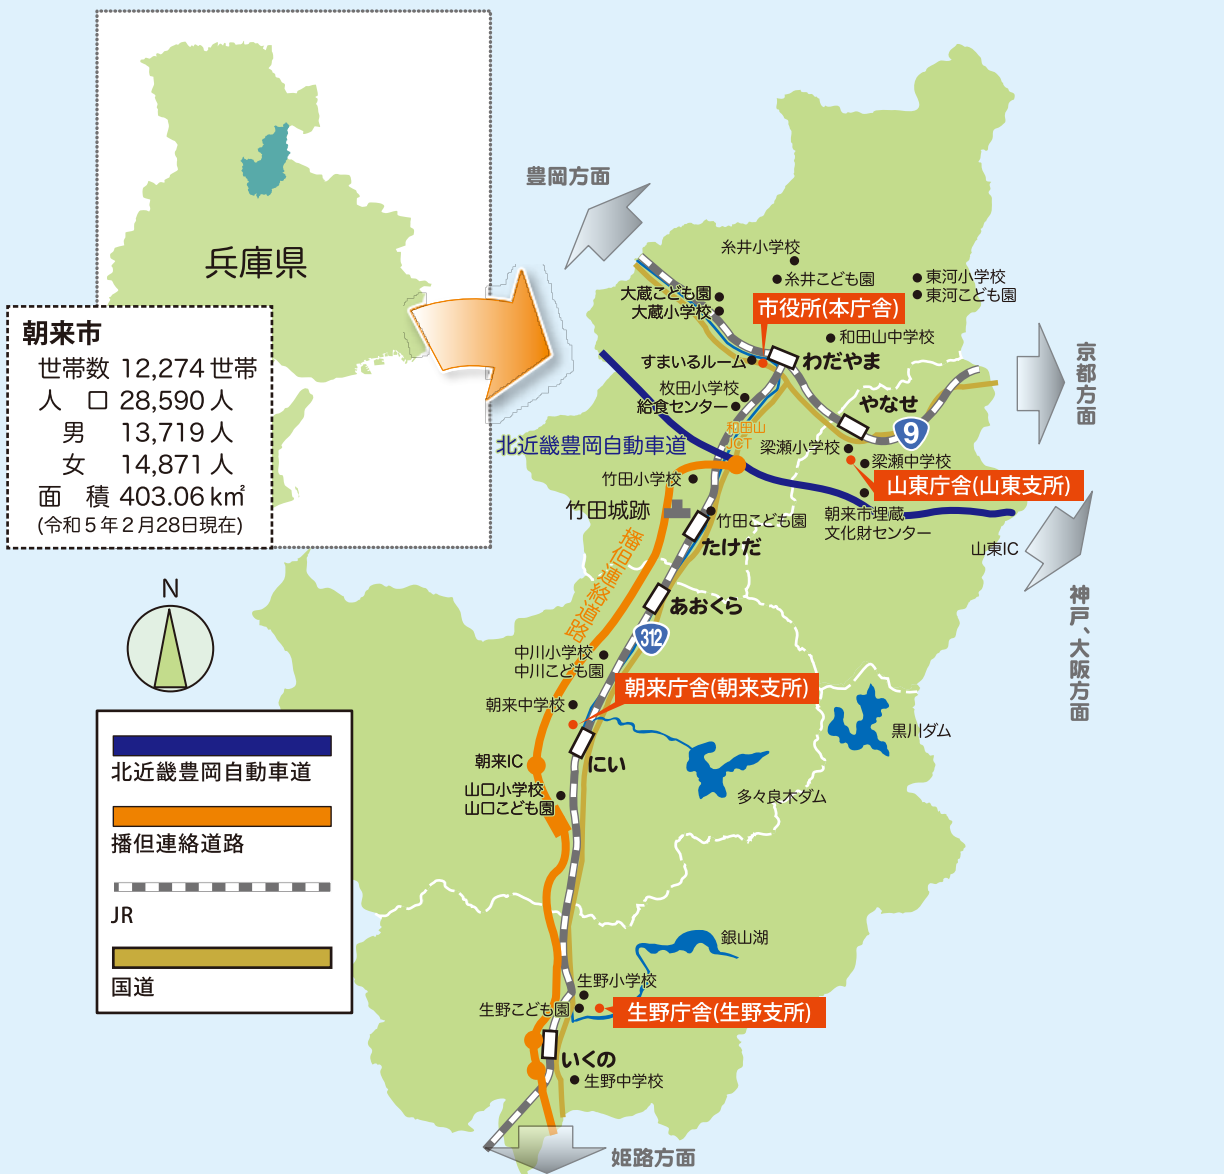 兵庫県
朝来市
世帯数 12,274 世帯
人 口 28,590 人
男 13,719 人
女 14,871 人
面 積 403.06 k㎡
(令和５年２月28日現在)
N
北近畿豊岡自動車道
播但連絡道路
JR
国道
豊岡方面
糸井小学校
糸井こども園
東河小学校
東河こども園
大蔵こども園
大蔵小学校
市役所(本庁舎)
和田山中学校
すまいるルーム
わだやま
京都方面
枚田小学校
給食センター
やなせ
9
和田山
JCT
北近畿豊岡自動車道
梁瀬小学校
梁瀬中学校
竹田小学校
山東庁舎(山東支所)
竹田城跡
竹田こども園
朝来市埋蔵
文化財センター
たけだ
山東IC
播但連絡道路
あおくら
神戸、大阪方面
312
中川小学校
中川こども園
朝来庁舎(朝来支所)
朝来中学校
黒川ダム
朝来IC
にい
山口小学校
山口こども園
多々良木ダム
銀山湖
生野小学校
生野こども園
生野庁舎(生野支所)
いくの
生野中学校
姫路方面